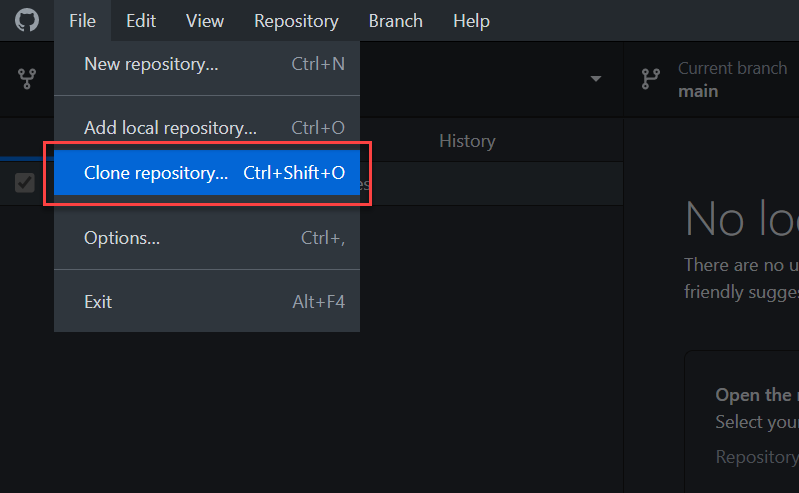 File Edit View Repository Branch Help
New repository... Ctrl+N
Current branch
main
Add local repository... Ctrl+O
History
Clone repository... Ctrl+Shift+O
Options... Ctrl+,
Exit Alt+F4
No lo
There are no u
friendly sugges
Open the
Select your
Repository